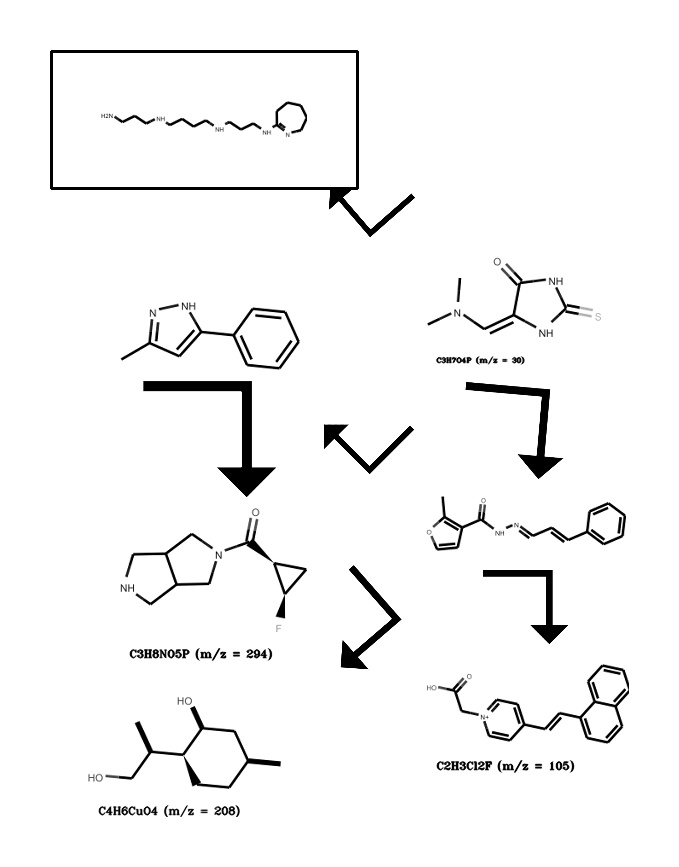 H2N
NH
NH
NH
N
O
NH
S
NH
N
C3H7O4P (m/z = 30)
N
NH
O
O
NH
N
O
N
NH
F
C3H8NO5P (m/z = 294)
O
HO
N+
C2H3Cl2F (m/z = 105)
HO
HO
C4H6CuO4 (m/z = 208)